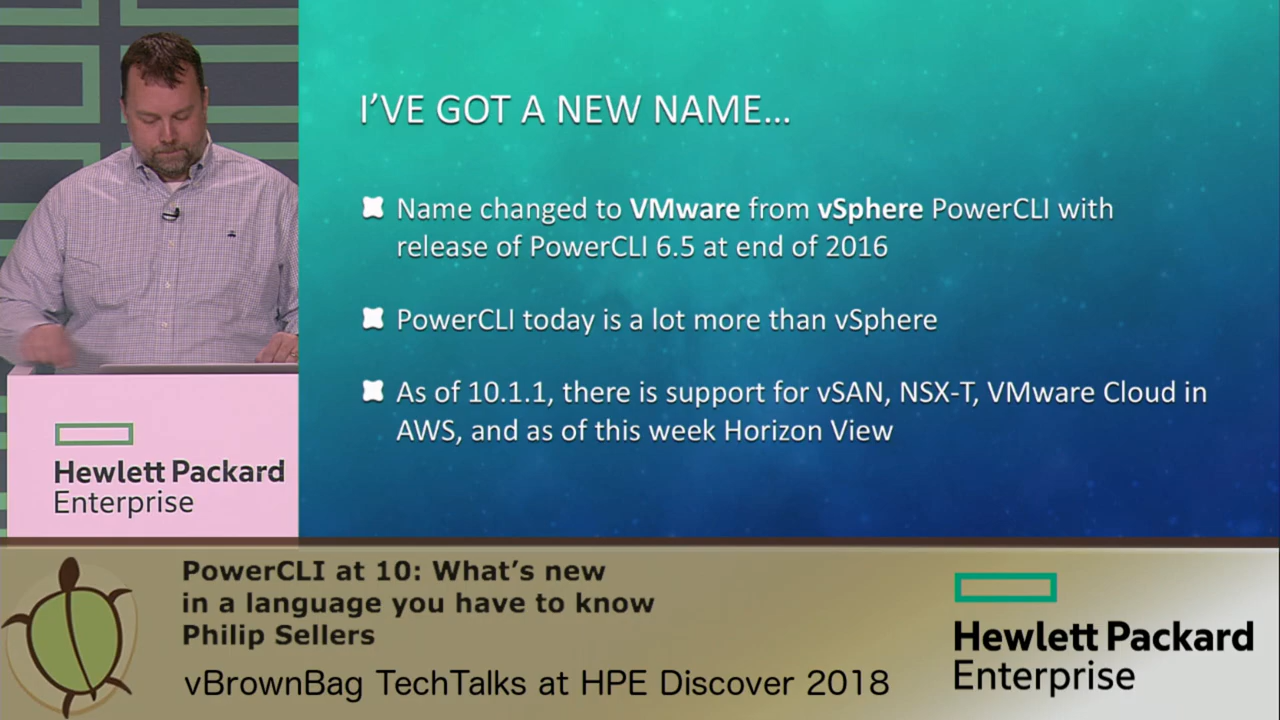 I’VE GOT A NEW NAME…
Name changed to VMware from vSphere PowerCLI with
release of PowerCLI 6.5 at end of 2016
PowerCLI today is a lot more than vSphere
As of 10.1.1, there is support for vSAN, NSX-T, VMware Cloud in
AWS, and as of this week Horizon View
Hewlett Packard
Enterprise
PowerCLI at 10: What’s new
in a language you have to know
Philip Sellers
vBrownBag TechTalks at HPE Discover 2018
Hewlett Packard
Enterprise